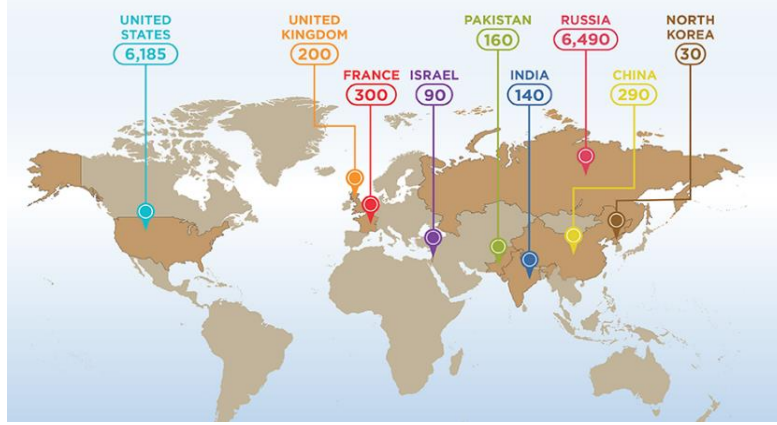 UNITED
STATES
6,185
UNITED
KINGDOM
200
FRANCE
300
ISRAEL
90
PAKISTAN
160
INDIA
140
RUSSIA
6,490
CHINA
290
NORTH
KOREA
30